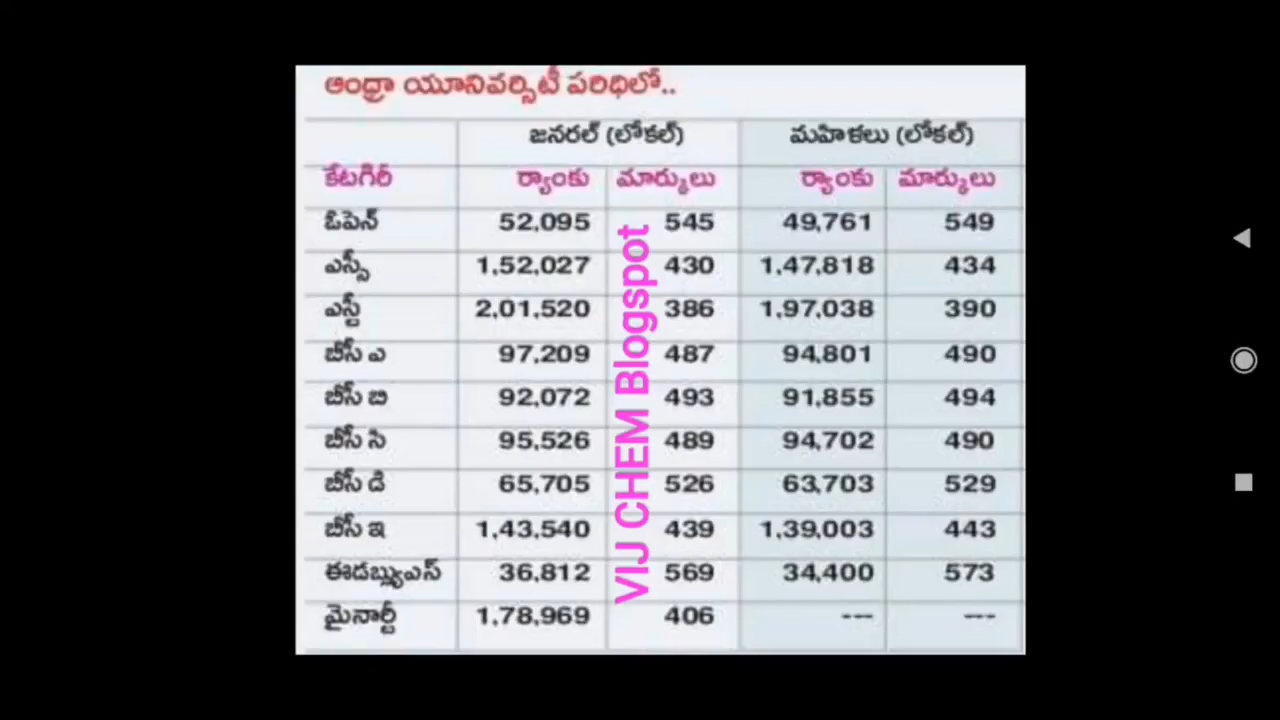 ఆంధ్రా యూనివర్సిటీ పరిధిలో..
జనరల్ (లోకల్) మహిళలు (లోకల్)
కేటగిరీ ర్యాంకు మార్కులు ర్యాంకు మార్కులు
ఓపెన్ 52,095 545 49,761 549
ఎస్సీ 1,52,027 430 1,47,818 434
ఎస్టీ 2,01,520 386 1,97,038 390
బీసీ ఎ 97,209 487 94,801 490
బీసీ బి 92,072 493 91,855 494
బీసీ సి 95,526 489 94,702 490
బీసీ డి 65,705 526 63,703 529
బీసీ ఇ 1,43,540 439 1,39,003 443
ఈడబ్ల్యుఎస్ 36,812 569 34,400 573
మైనార్టీ 1,78,969 406 --- ---
VIJ CHEM Blogspot